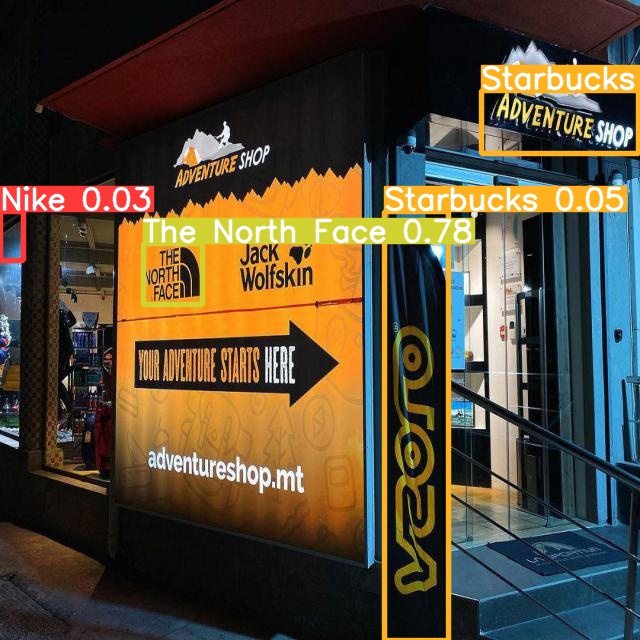 Starbucks
ADVENTURE SHOP
ADVENTURE SHOP
Nike 0.03
Starbucks 0.05
The North Face 0.78
THE
NORTH
FACE
Jack
Wolfskin
YOUR ADVENTURE STARTS HERE
adventureshop.mt